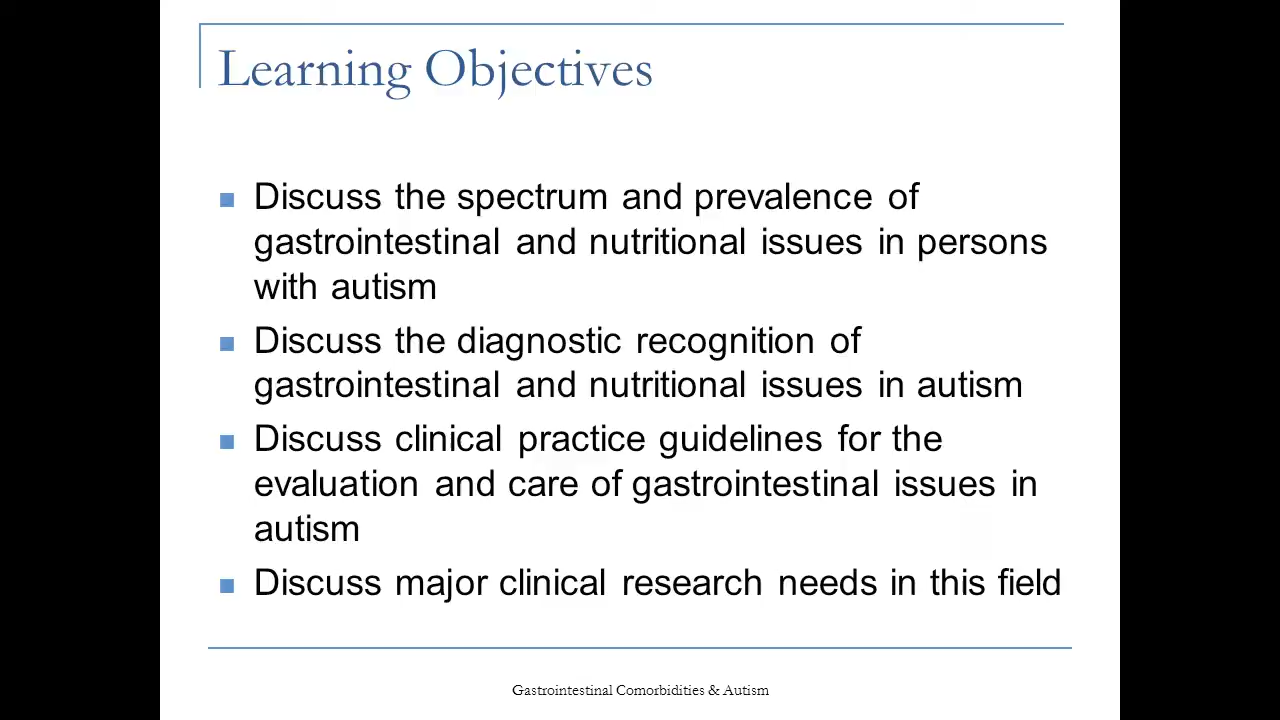 Learning Objectives
Discuss the spectrum and prevalence of
gastrointestinal and nutritional issues in persons
with autism
Discuss the diagnostic recognition of
gastrointestinal and nutritional issues in autism
Discuss clinical practice guidelines for the
evaluation and care of gastrointestinal issues in
autism
Discuss major clinical research needs in this field
Gastrointestinal Comorbidities & Autism